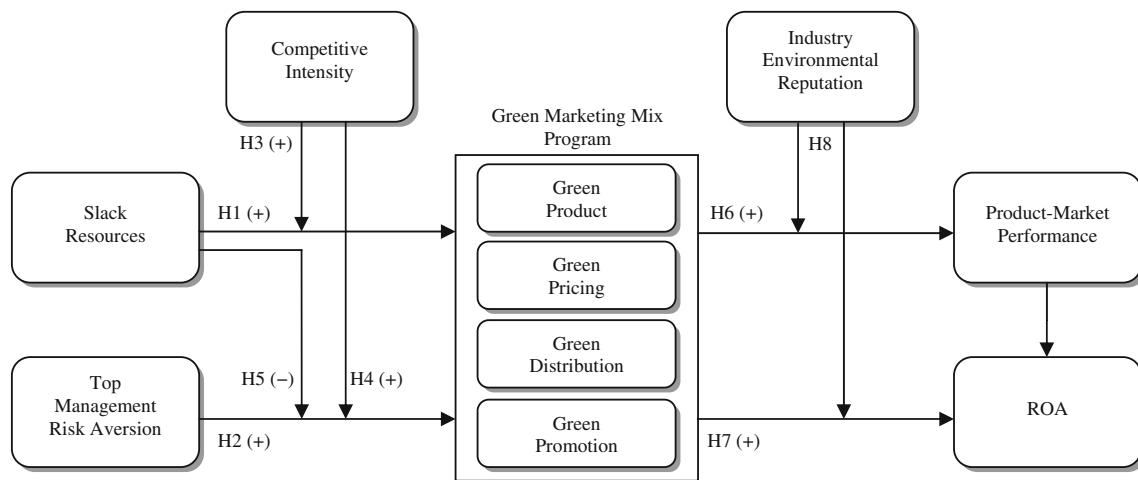 Competitive
Intensity
Industry
Environmental
Reputation
Green Marketing Mix
Program
H3 (+)
H8
Slack
Resources
H1 (+)
Green
Product
H6 (+)
Product-Market
Performance
Green
Pricing
Green
Distribution
Top
Management
Risk Aversion
H5 (−)
H4 (+)
H2 (+)
Green
Promotion
H7 (+)
ROA